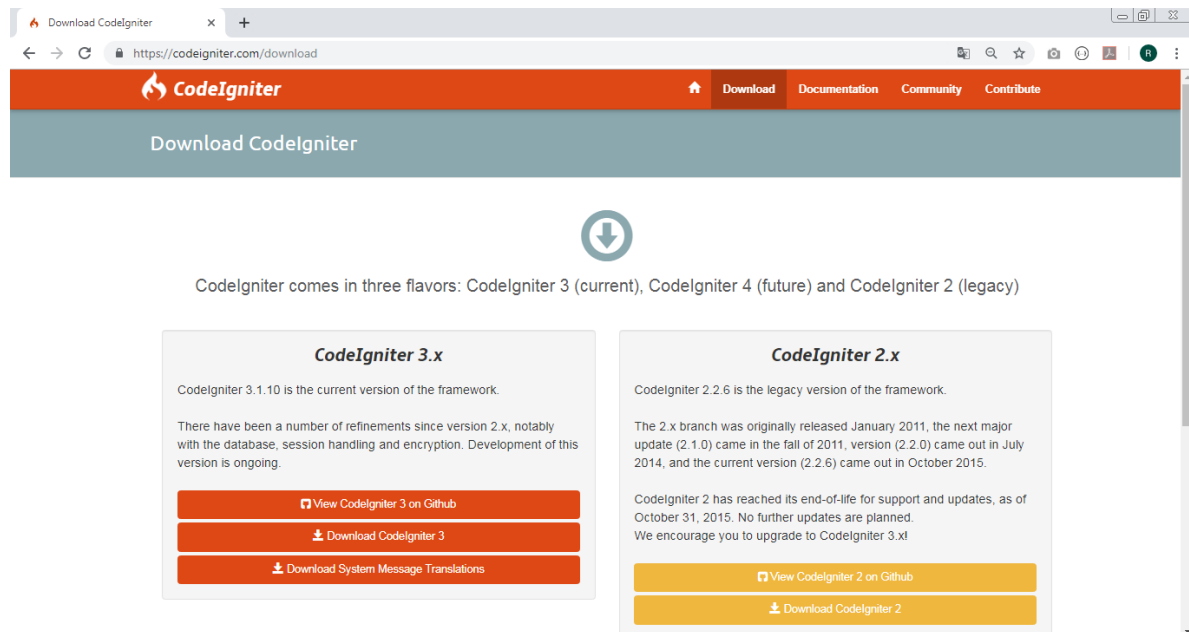 Download CodeIgniter
https://codeigniter.com/download
R
CodeIgniter
Download Documentation Community Contribute
Download CodeIgniter
CodeIgniter comes in three flavors: CodeIgniter 3 (current), CodeIgniter 4 (future) and CodeIgniter 2 (legacy)
CodeIgniter 3.x
CodeIgniter 3.1.10 is the current version of the framework.
There have been a number of refinements since version 2.x, notably
with the database, session handling and encryption. Development of this
version is ongoing.
View CodeIgniter 3 on Github
Download CodeIgniter 3
Download System Message Translations
CodeIgniter 2.x
CodeIgniter 2.2.6 is the legacy version of the framework.
The 2.x branch was originally released January 2011, the next major
update (2.1.0) came in the fall of 2011, version (2.2.0) came out in July
2014, and the current version (2.2.6) came out in October 2015.
CodeIgniter 2 has reached its end-of-life for support and updates, as of
October 31, 2015. No further updates are planned.
We encourage you to upgrade to CodeIgniter 3.x!
View CodeIgniter 2 on Github
Download CodeIgniter 2